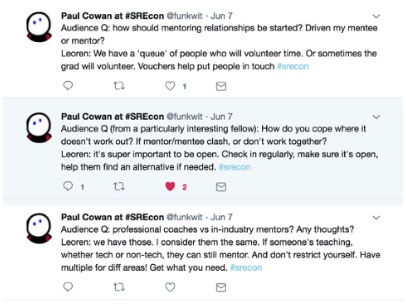 Paul Cowan at #SREcon @funkwit · Jun 7
Audience Q: how should mentoring relationships be started? Driven my mentee
or mentor?
Leoren: We have a 'queue' of people who will volunteer time. Or sometimes the
grad will volunteer. Vouchers help put people in touch #srecon
1
Paul Cowan at #SREcon @funkwit · Jun 7
Audience Q (from a particularly interesting fellow): How do you cope where it
doesn't work out? If mentor/mentee clash, or don't work together?
Leoren: it's super important to be open. Check in regularly, make sure it's open,
help them find an alternative if needed. #srecon
1 2
Paul Cowan at #SREcon @funkwit · Jun 7
Audience Q: professional coaches vs in-industry mentors? Any thoughts?
Leoren: we have those. I consider them the same. If someone's teaching,
whether tech or non-tech, they can still mentor. And don't restrict yourself. Have
multiple for diff areas! Get what you need. #srecon